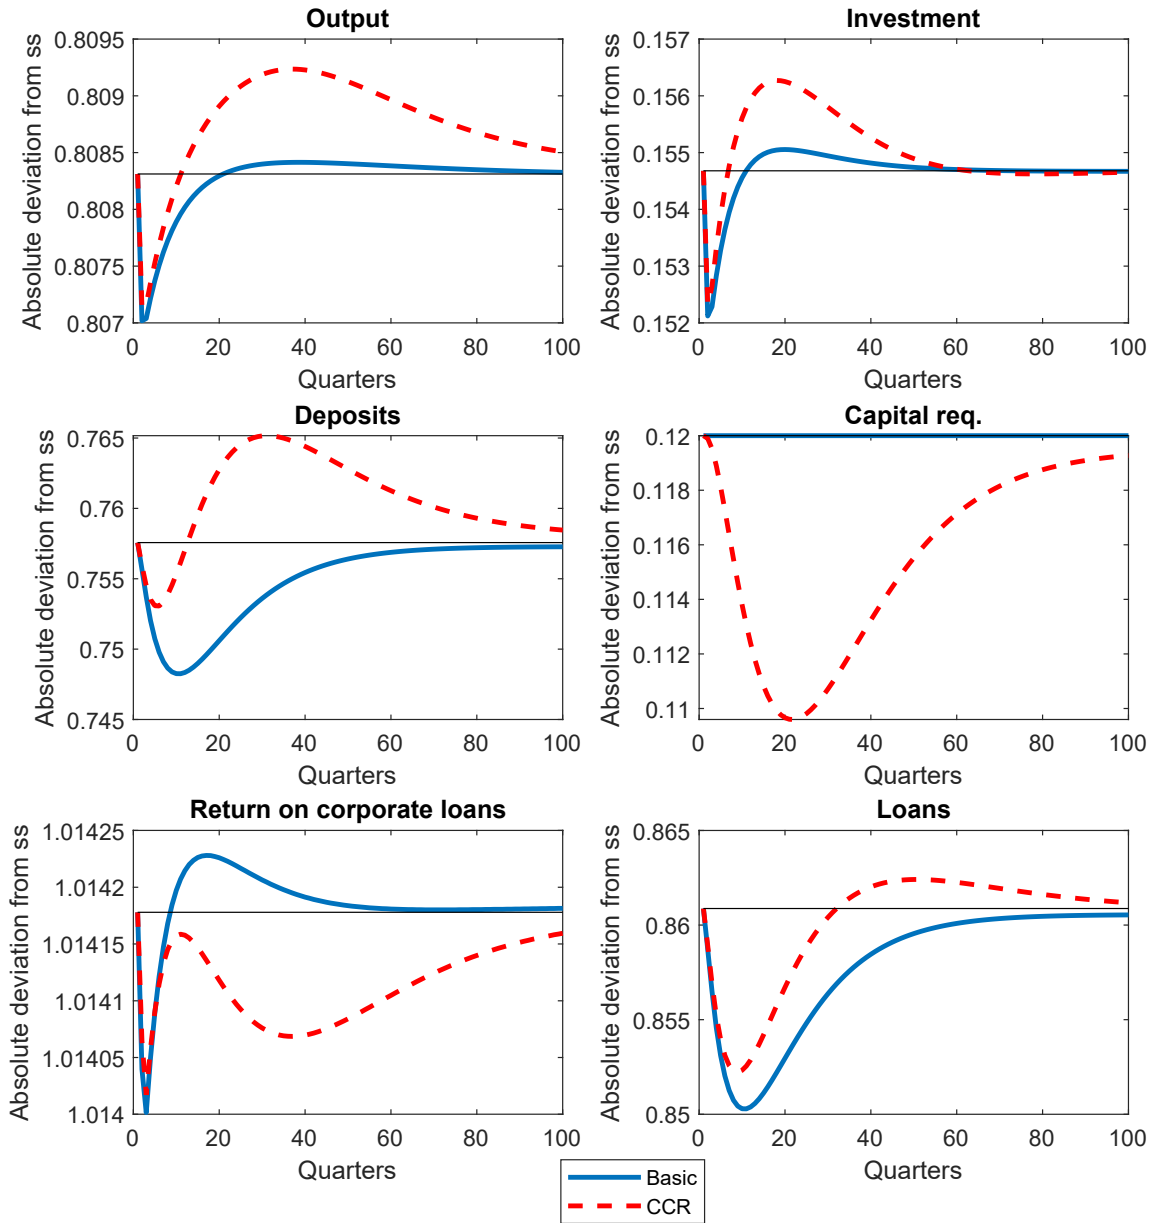 Output
Absolute deviation from ss
0.8095
0.809
0.8085
0.808
0.8075
0.807
0 20 40 60 80 100
Quarters
Investment
Absolute deviation from ss
0.157
0.156
0.155
0.154
0.153
0.152
0 20 40 60 80 100
Quarters
Deposits
Absolute deviation from ss
0.765
0.76
0.755
0.75
0.745
0 20 40 60 80 100
Quarters
Capital req.
Absolute deviation from ss
0.12
0.118
0.116
0.114
0.112
0.11
0 20 40 60 80 100
Quarters
Return on corporate loans
Absolute deviation from ss
1.01425
1.0142
1.01415
1.0141
1.01405
1.014
0 20 40 60 80 100
Quarters
Loans
Absolute deviation from ss
0.865
0.86
0.855
0.85
0 20 40 60 80 100
Quarters
Basic
CCR